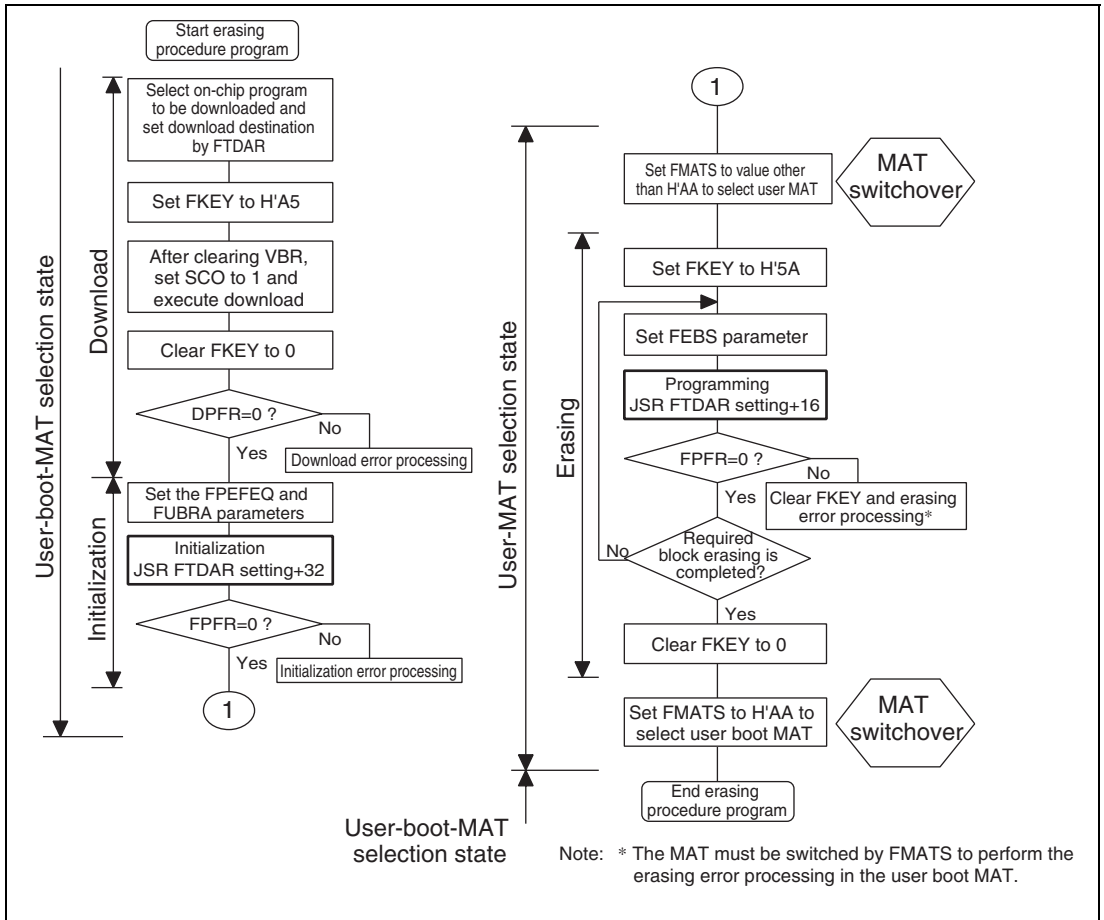 Start erasing
procedure program
Select on-chip program
to be downloaded and
set download destination
by FTDAR
Set FKEY to H'A5
After clearing VBR,
set SCO to 1 and
execute download
Clear FKEY to 0
DPFR=0 ?
No
Yes
Download error processing
Set the FPEFEQ and
FUBRA parameters
Initialization
JSR FTDAR setting+32
FPFR=0 ?
No
Yes
Initialization error processing
1
Download
Initialization
User-boot-MAT selection state
1
Set FMATS to value other
than H'AA to select user MAT
MAT
switchover
Set FKEY to H'5A
Set FEBS parameter
Programming
JSR FTDAR setting+16
FPFR=0 ?
No
Yes
Clear FKEY and erasing
error processing*
Required
block erasing is
completed?
No
Yes
Clear FKEY to 0
Set FMATS to H'AA to
select user boot MAT
MAT
switchover
End erasing
procedure program
Erasing
User-MAT selection state
User-boot-MAT
selection state
Note: * The MAT must be switched by FMATS to perform the
erasing error processing in the user boot MAT.